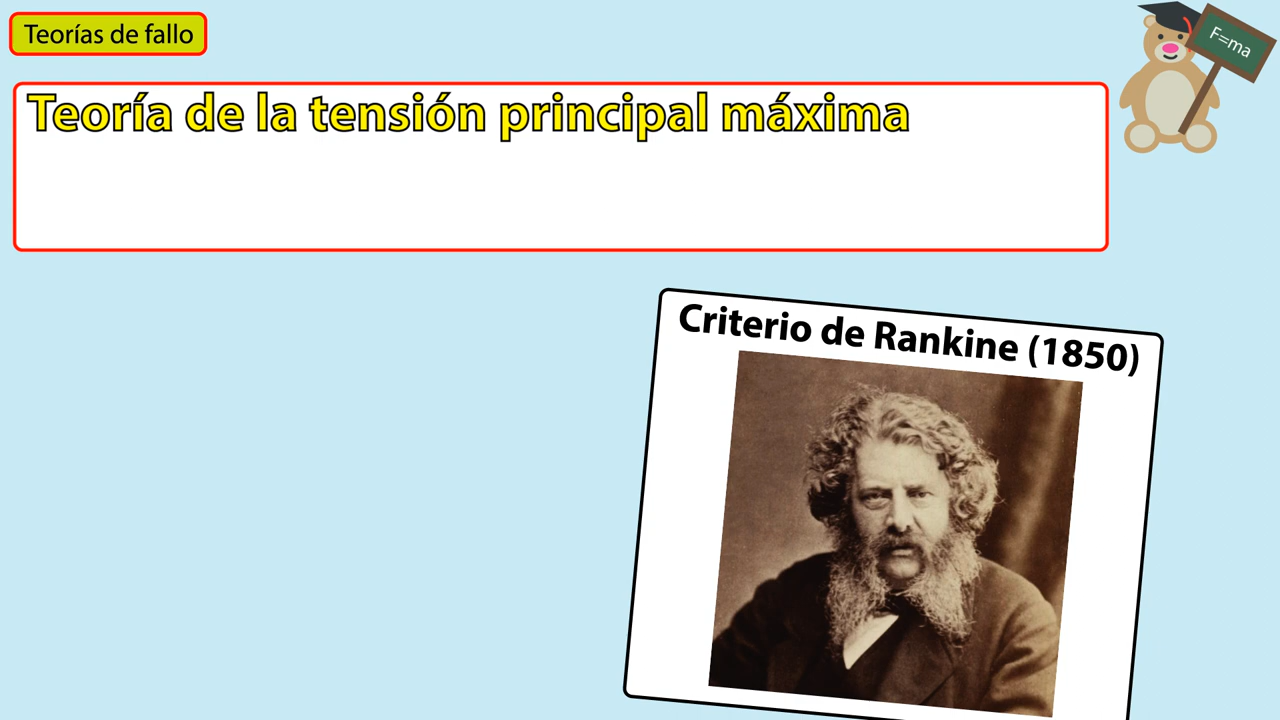 Teorías de fallo
F=ma
Teoría de la tensión principal máxima
Criterio de Rankine (1850)